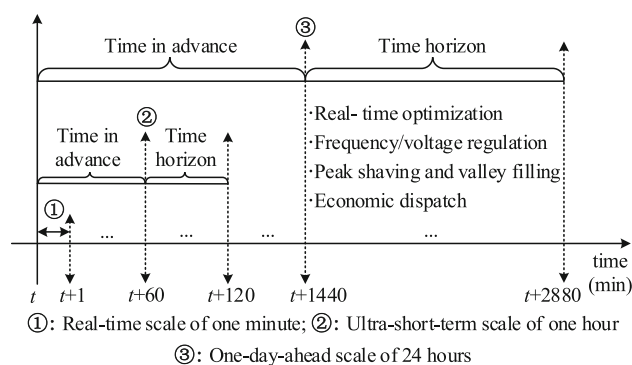 ③
Time in advance
Time horizon
·Real- time optimization
·Frequency/voltage regulation
·Peak shaving and valley filling
·Economic dispatch
②
Time in
advance
Time
horizon
①
... ... ... ...
time
(min)
t t+1 t+60 t+120 t+1440 t+2880
①: Real-time scale of one minute; ②: Ultra-short-term scale of one hour
③: One-day-ahead scale of 24 hours